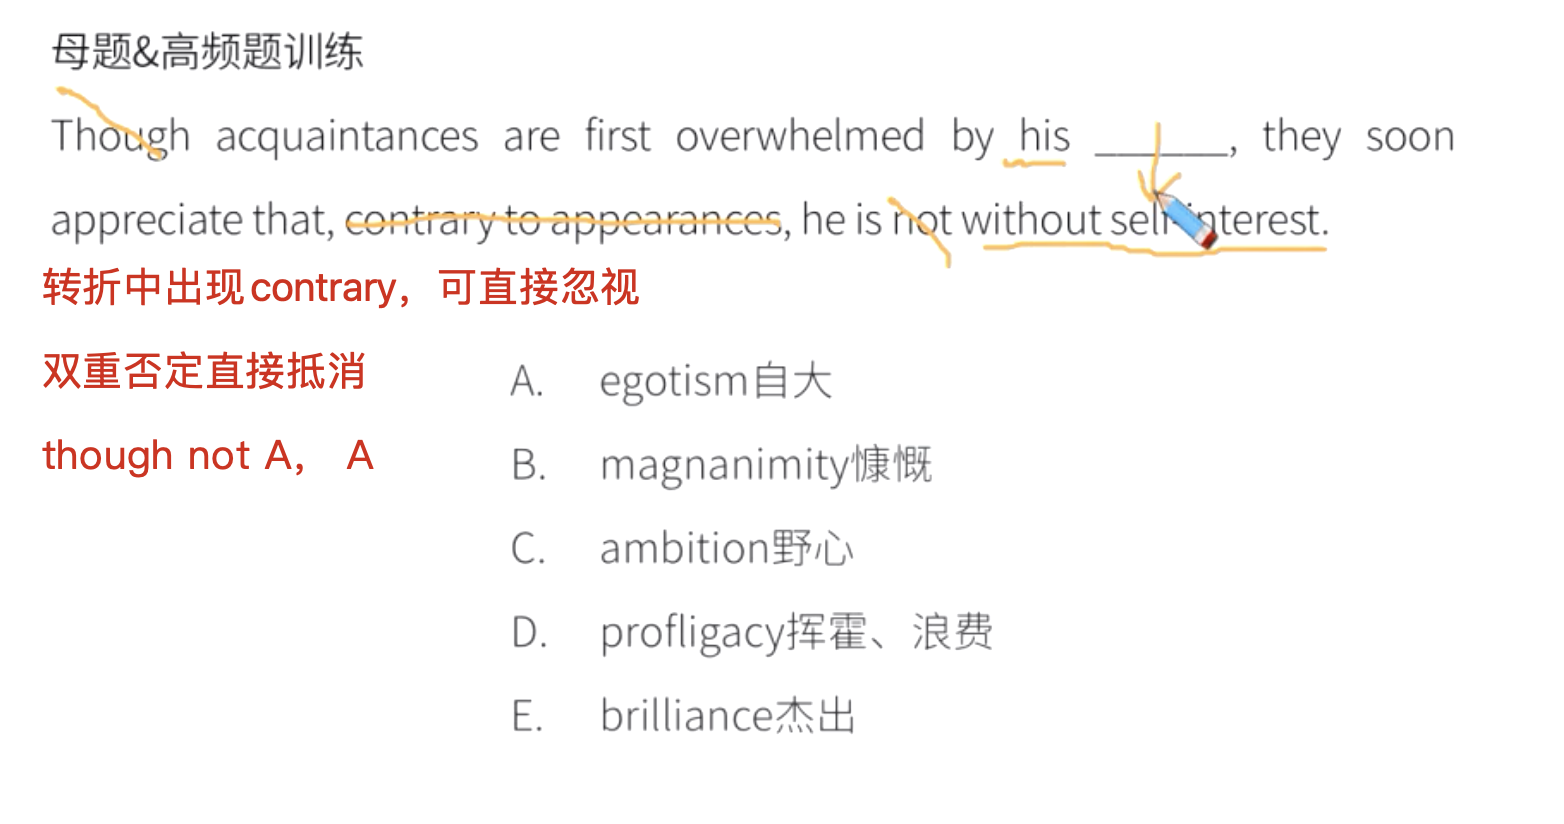 母题&高频题训练
Though acquaintances are first overwhelmed by his ______, they soon
appreciate that, contrary to appearances, he is not without self-interest.
转折中出现contrary，可直接忽视
双重否定直接抵消
though not A， A
A. egotism自大
B. magnanimity慷慨
C. ambition野心
D. profligacy挥霍、浪费
E. brilliance杰出